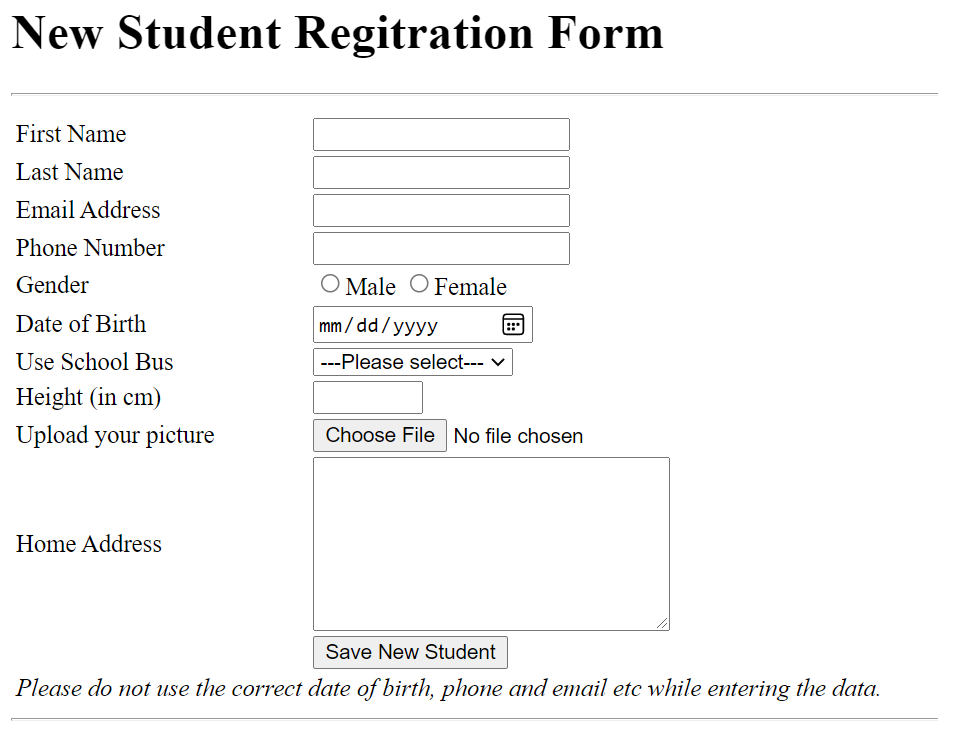 New Student Regitration Form
First Name
Last Name
Email Address
Phone Number
Gender Male Female
Date of Birth mm/dd/yyyy
Use School Bus ---Please select---
Height (in cm)
Upload your picture Choose File No file chosen
Home Address
Save New Student
Please do not use the correct date of birth, phone and email etc while entering the data.